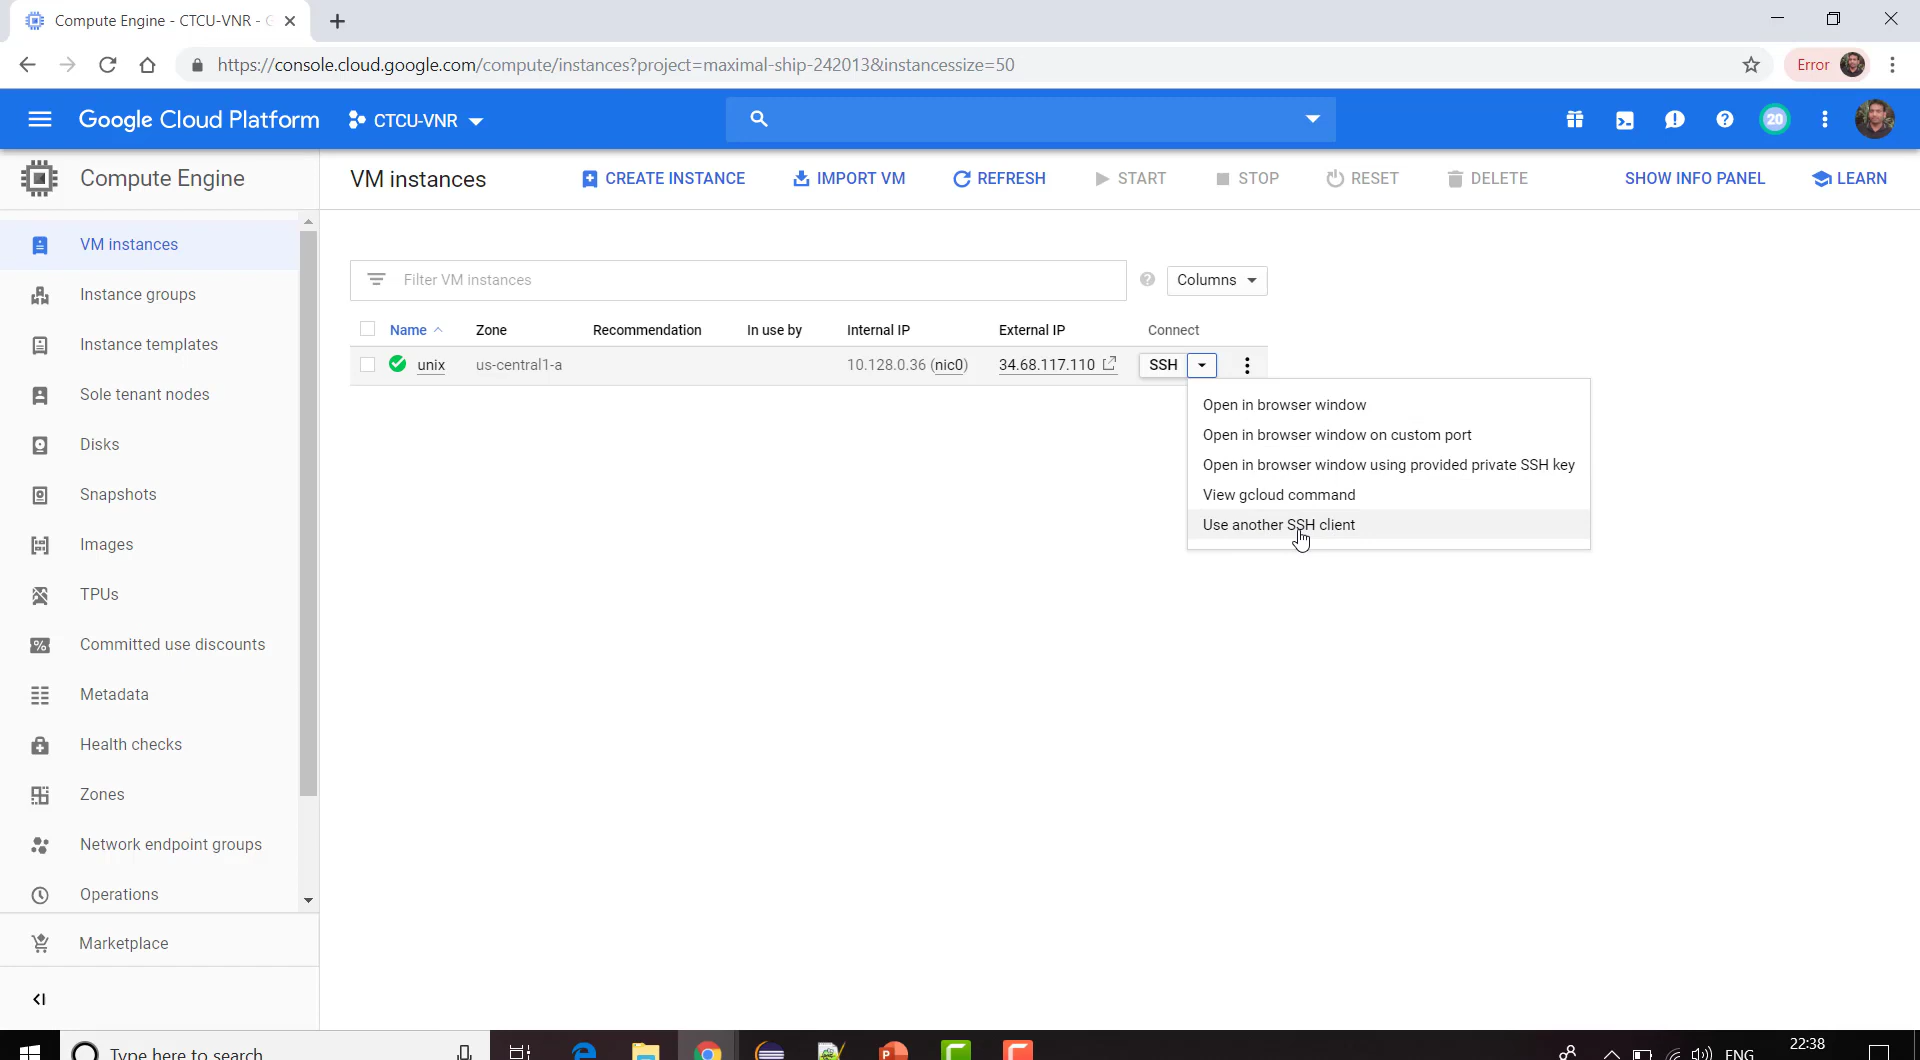 Compute Engine - CTCU-VNR - G
https://console.cloud.google.com/compute/instances?project=maximal-ship-242013&instancessize=50
Error
Google Cloud Platform
CTCU-VNR
20
Compute Engine
VM instances
CREATE INSTANCE
IMPORT VM
REFRESH
START
STOP
RESET
DELETE
SHOW INFO PANEL
LEARN
VM instances
Instance groups
Instance templates
Sole tenant nodes
Disks
Snapshots
Images
TPUs
Committed use discounts
Metadata
Health checks
Zones
Network endpoint groups
Operations
Marketplace
Filter VM instances
Columns
Name Zone Recommendation In use by Internal IP External IP Connect
unix us-central1-a 10.128.0.36 (nic0) 34.68.117.110 SSH
Open in browser window
Open in browser window on custom port
Open in browser window using provided private SSH key
View gcloud command
Use another SSH client
Type here to search
ENG
22:38